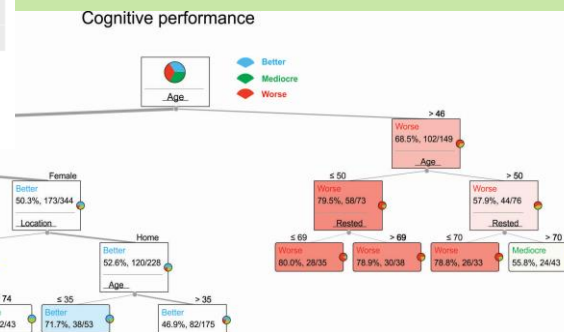 Cognitive performance
Better
Mediocre
Worse
Age
> 46
Worse
68.5%, 102/149
Age
≤ 50
> 50
Female
Better
50.3%, 173/344
Location
Worse
79.5%, 58/73
Rested
Worse
57.9%, 44/76
Rested
Home
Better
52.6%, 120/228
Age
≤ 69
> 69
≤ 70
> 70
Worse
80.0%, 28/35
Worse
78.9%, 30/38
Worse
78.8%, 26/33
Mediocre
55.8%, 24/43
74
≤ 35
> 35
2/43
Better
71.7%, 38/53
Better
46.9%, 82/175